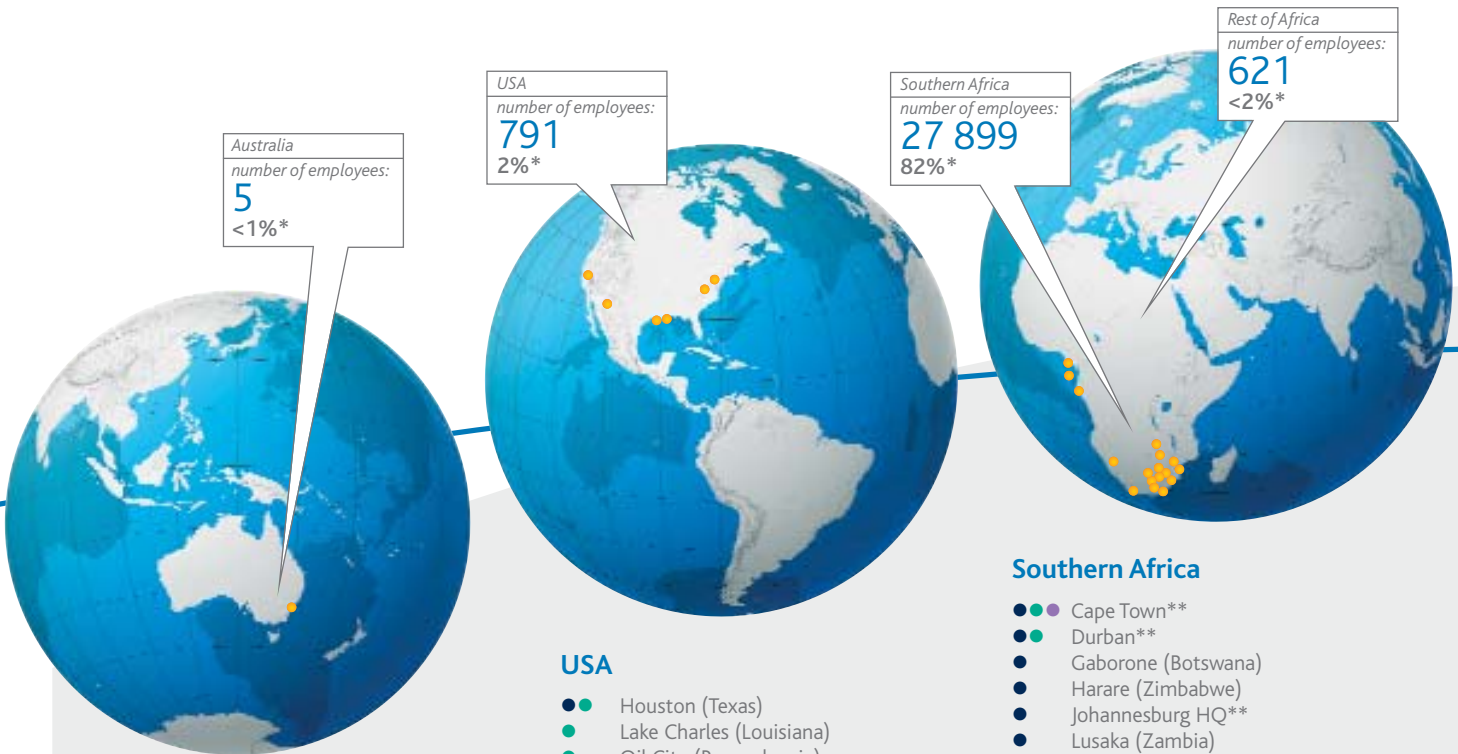 Australia
number of employees:
5
<1%*
USA
number of employees:
791
2%*
Southern Africa
number of employees:
27 899
82%*
Rest of Africa
number of employees:
621
<2%*
USA
Houston (Texas)
Lake Charles (Louisiana)
Southern Africa
Cape Town**
Durban**
Gaborone (Botswana)
Harare (Zimbabwe)
Johannesburg HQ**
Lusaka (Zambia)